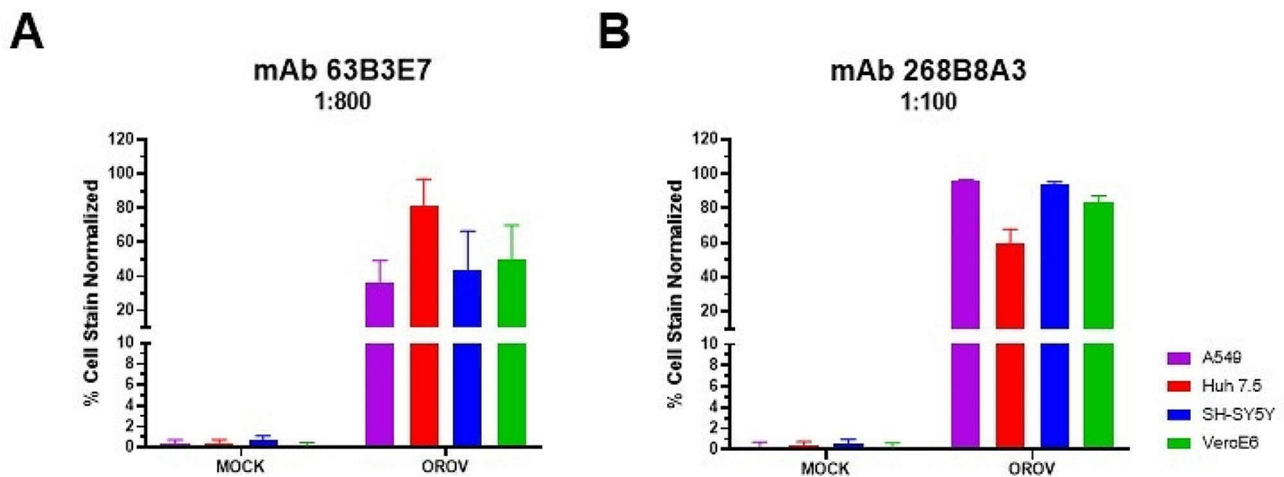 A
mAb 63B3E7
1:800
% Cell Stain Normalized
120
100
80
60
40
20
10
8
6
4
2
0
MOCK
OROV
B
mAb 268B8A3
1:100
% Cell Stain Normalized
120
100
80
60
40
20
10
8
6
4
2
0
MOCK
OROV
A549
Huh 7.5
SH-SY5Y
VeroE6